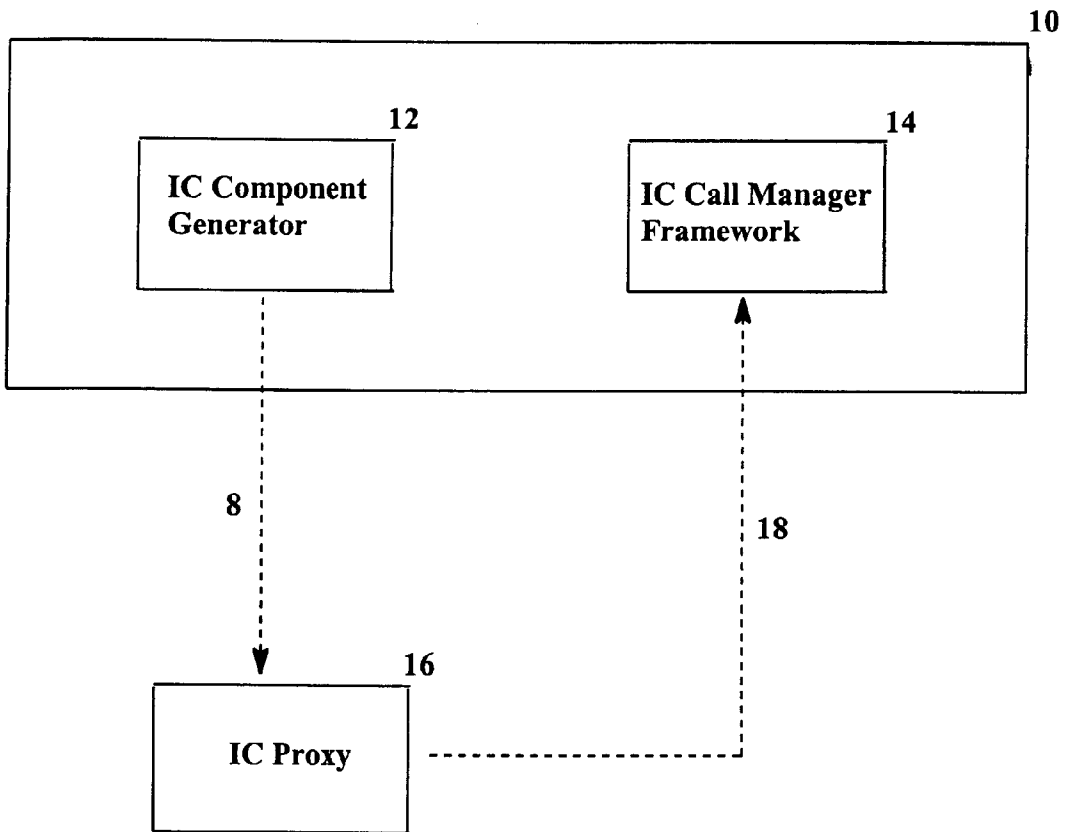 10
12
14
IC Component
Generator
IC Call Manager
Framework
8
18
16
IC Proxy